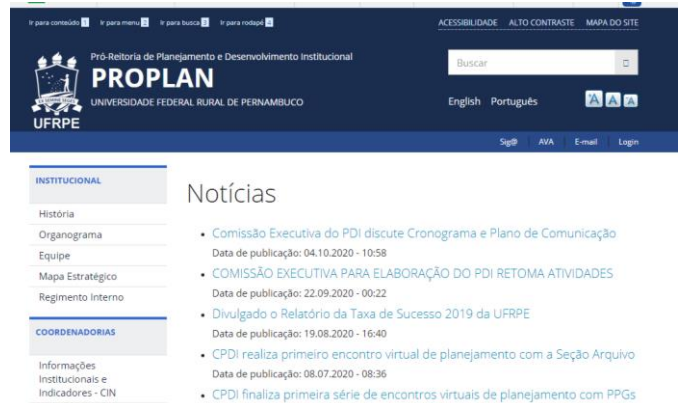 Ir para conteúdo 1 Ir para menu 2 Ir para busca 3 Ir para rodapé 4
ACESSIBILIDADE ALTO CONTRASTE MAPA DO SITE
Pró-Reitoria de Planejamento e Desenvolvimento Institucional
PROPLAN
UNIVERSIDADE FEDERAL RURAL DE PERNAMBUCO
UFRPE
Buscar
English Português
A A A
Sig@ AVA E-mail Login
INSTITUCIONAL
História
Organograma
Equipe
Mapa Estratégico
Regimento Interno
COORDENADORIAS
Informações
Institucionais e
Indicadores - CIN
Notícias
Comissão Executiva do PDI discute Cronograma e Plano de Comunicação
Data de publicação: 04.10.2020 - 10:58
COMISSÃO EXECUTIVA PARA ELABORAÇÃO DO PDI RETOMA ATIVIDADES
Data de publicação: 22.09.2020 - 00:22
Divulgado o Relatório da Taxa de Sucesso 2019 da UFRPE
Data de publicação: 19.08.2020 - 16:40
CPDI realiza primeiro encontro virtual de planejamento com a Seção Arquivo
Data de publicação: 08.07.2020 - 08:36
CPDI finaliza primeira série de encontros virtuais de planejamento com PPGs